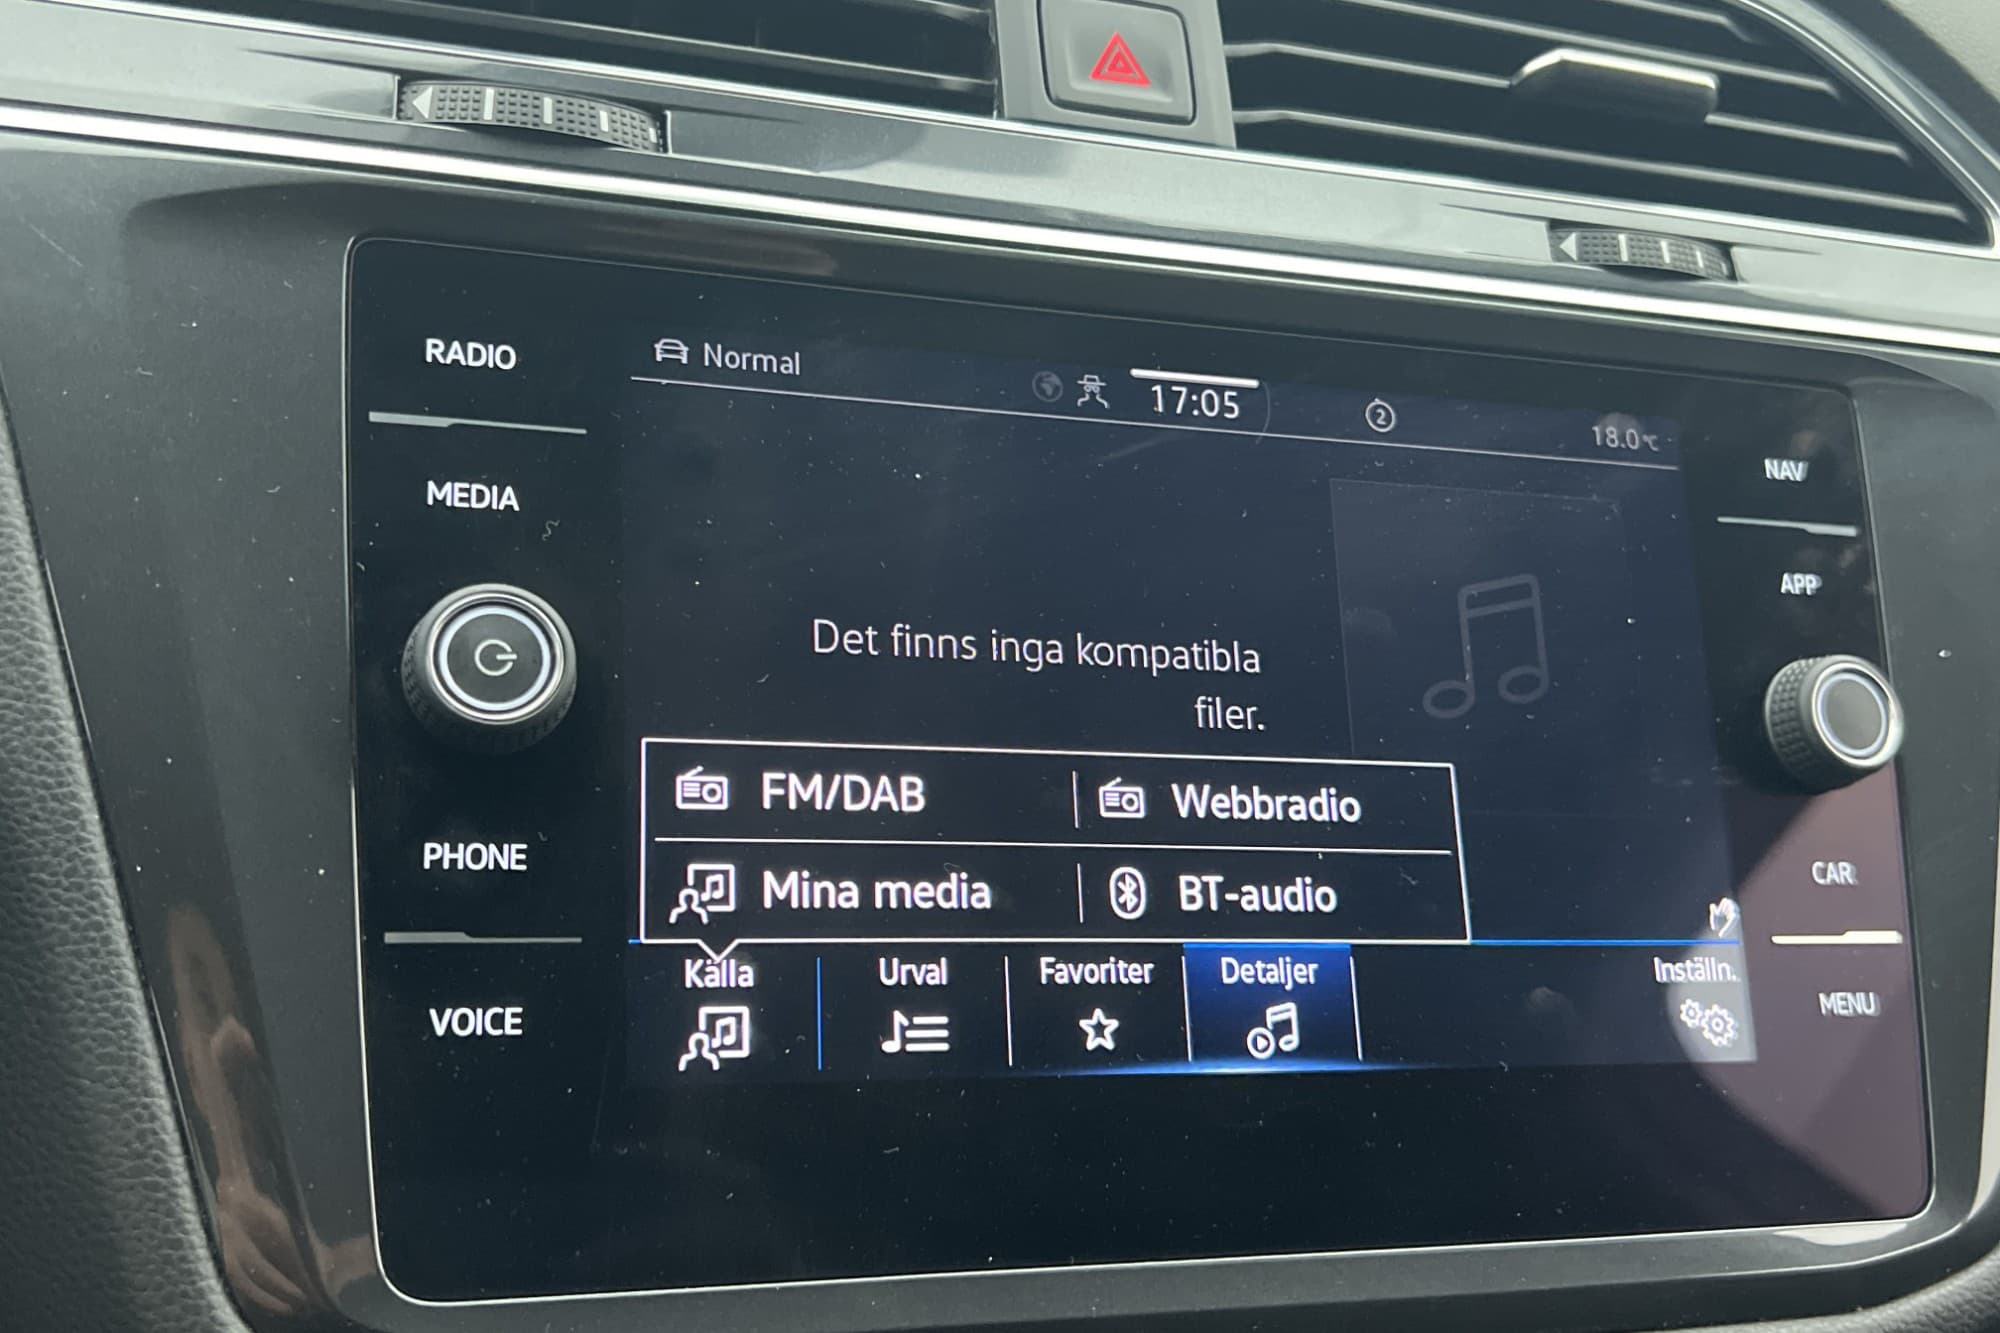 RADIO
MEDIA
PHONE
VOICE
Normal
17:05
2
18.0°C
Det finns inga kompatibla
filer.
FM/DAB
Webbradio
Mina media
BT-audio
Källa
Urval
Favoriter
Detaljer
Inställn.
NAV
APP
CAR
MENU